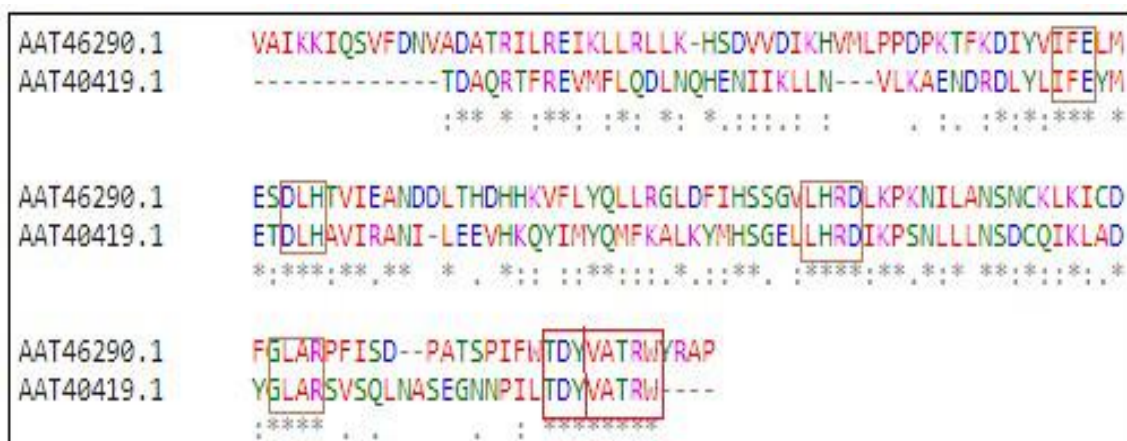 AAT46290.1 VAIKKIQSVFDNVADATRILREIKLLRLLK-HSDVVDIKHVMLPPDPKTFKDIYVIFELM
AAT40419.1 -------------TDAQRTFREVMFLQDLNQHENIIKLLN---VLKAENDRDLYLIFEYM
:** * :**: :*: *: *.:::.: :     . :. :*:*:*** *
AAT46290.1 ESDLHTVIEANDDLTHDHHKVFLYQLLRGLDFIHSSGVLHRDLKPKNILANSNCKLKICD
AAT40419.1 ETDLHAVIRANI-LEEVHKQYIMYQMFKALKYMHSGELLHRDIKPSNLLLNSDCQIKLAD
*:***:**.** * . *:: ::**:::.*.::**. :****:**.*:* **:*::*:.*
AAT46290.1 FGLARPFISD--PATSPIFWTDYVATRWYRAP
AAT40419.1 YGLARSVSQLNASEGNNPILTDYVATRW----
:**** . . . : ********